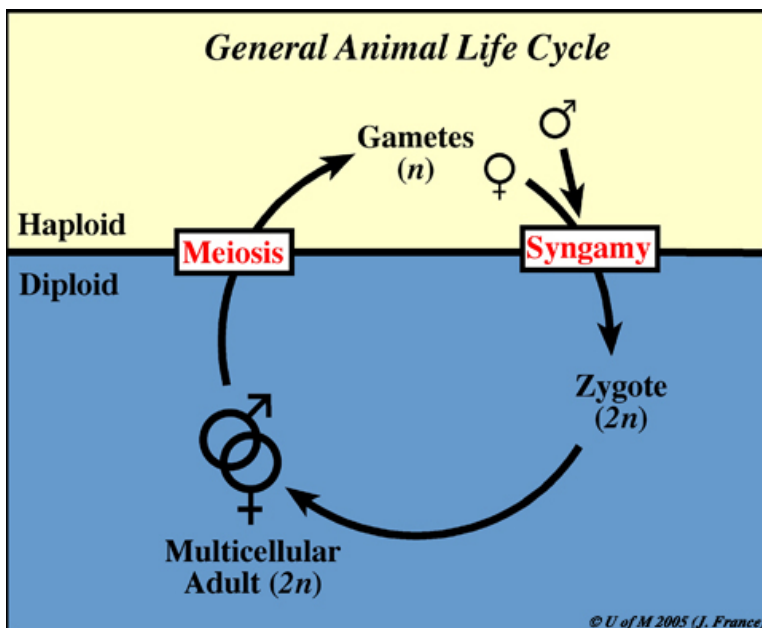 General Animal Life Cycle
Gametes
(n)
♀
♂
Haploid
Meiosis
Syngamy
Diploid
Zygote
(2n)
Multicellular
Adult (2n)
© U of M 2005 (J. France)